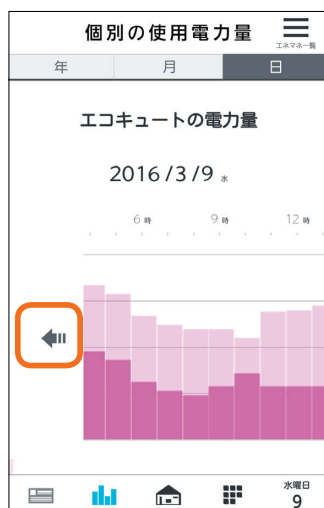 個別の使用電力量
エネマネ一覧
年 月 日
エコキュートの電力量
2016/3/9 水
6時 9時 12時
水曜日
9